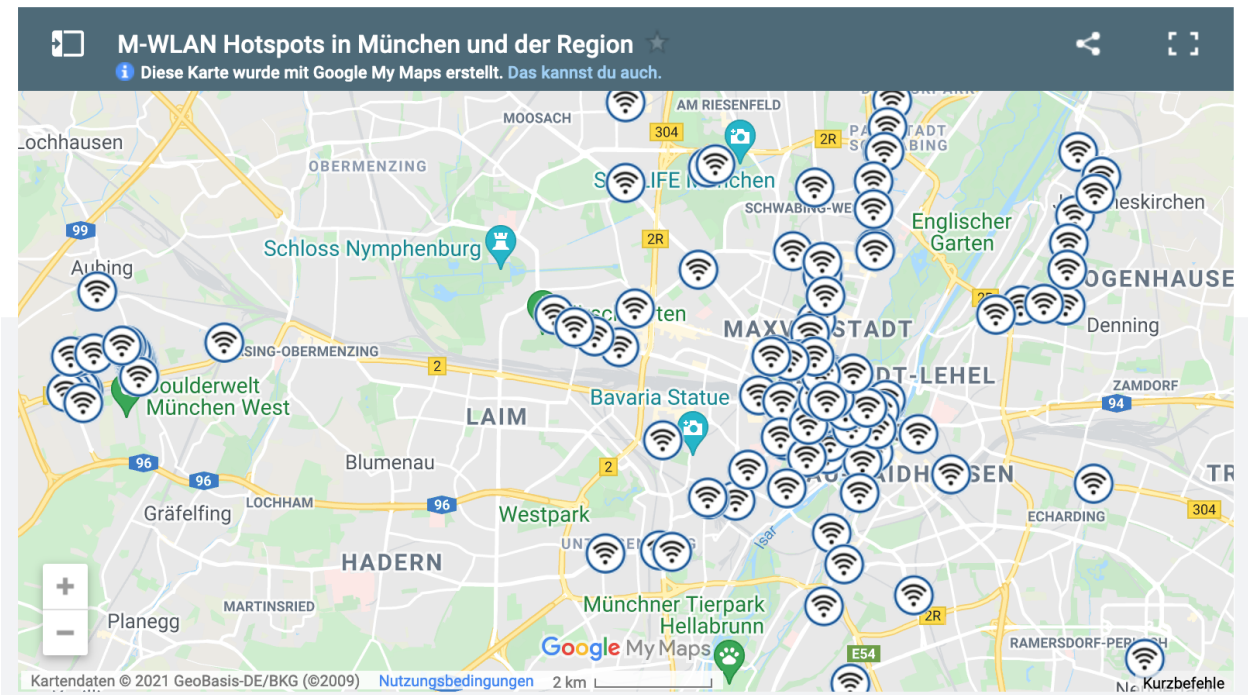 M-WLAN Hotspots in München und der Region
Diese Karte wurde mit Google My Maps erstellt. Das kannst du auch.
AM RIESENFELD
MOOSACH
304
2R
Lochhausen
OBERMENZING
SCHWABING-WE
Johanneskirchen
99
Schloss Nymphenburg
2R
Englischer
Garten
Aubing
Denning
2
Boulderwelt
München West
LAIM
Bavaria Statue
ZAMDORF
94
96
Blumenau
2
96
LOCHHAM
96
Gräfelfing
Westpark
ECHARDING
304
Isar
HADERN
MARTINSRIED
Münchner Tierpark
Hellabrunn
Planegg
2R
Google My Maps
E54
Kartendaten © 2021 GeoBasis-DE/BKG (©2009) Nutzungsbedingungen 2 km Kurzbefehle